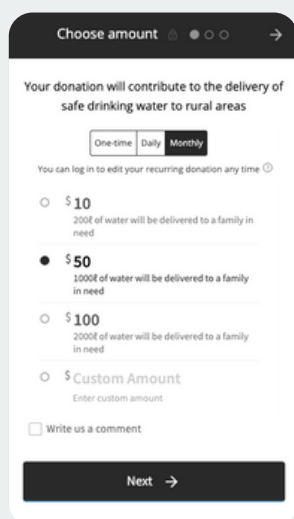 Choose amount
Your donation will contribute to the delivery of
safe drinking water to rural areas
One-time Daily Monthly
You can log in to edit your recurring donation any time ?
$ 10
200ℓ of water will be delivered to a family in
need
$ 50
1000ℓ of water will be delivered to a family
in need
$ 100
2000ℓ of water will be delivered to a family
in need
$ Custom Amount
Enter custom amount
Write us a comment
Next →